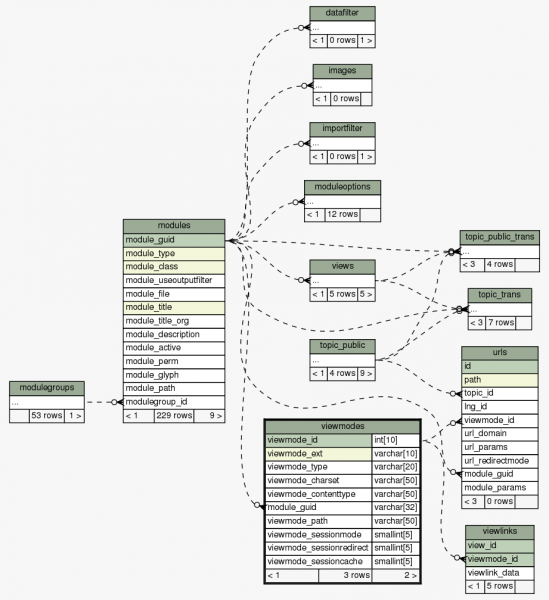 datafilter
...
< 1 0 rows 1 >
images
...
< 1 0 rows
importfilter
...
< 1 0 rows 1 >
moduleoptions
...
< 1 12 rows
modules
module_guid
module_type
module_class
module_useoutputfilter
module_file
module_title
module_title_org
module_description
module_active
module_perm
module_glyph
module_path
modulegroup_id
< 1 229 rows 9 >
topic_public_trans
...
< 3 4 rows
views
...
< 1 5 rows 5 >
topic_trans
...
< 3 7 rows
topic_public
...
< 1 4 rows 9 >
urls
id
path
topic_id
lng_id
viewmode_id
url_domain
url_params
url_redirectmode
module_guid
module_params
< 3 0 rows
modulegroups
...
53 rows 1 >
viewmodes
viewmode_id int[10]
viewmode_ext varchar[10]
viewmode_type varchar[20]
viewmode_charset varchar[50]
viewmode_contenttype varchar[50]
module_guid varchar[32]
viewmode_path varchar[50]
viewmode_sessionmode smallint[5]
viewmode_sessionredirect smallint[5]
viewmode_sessioncache smallint[5]
< 1 3 rows 2 >
viewlinks
view_id
viewmode_id
viewlink_data
< 1 5 rows